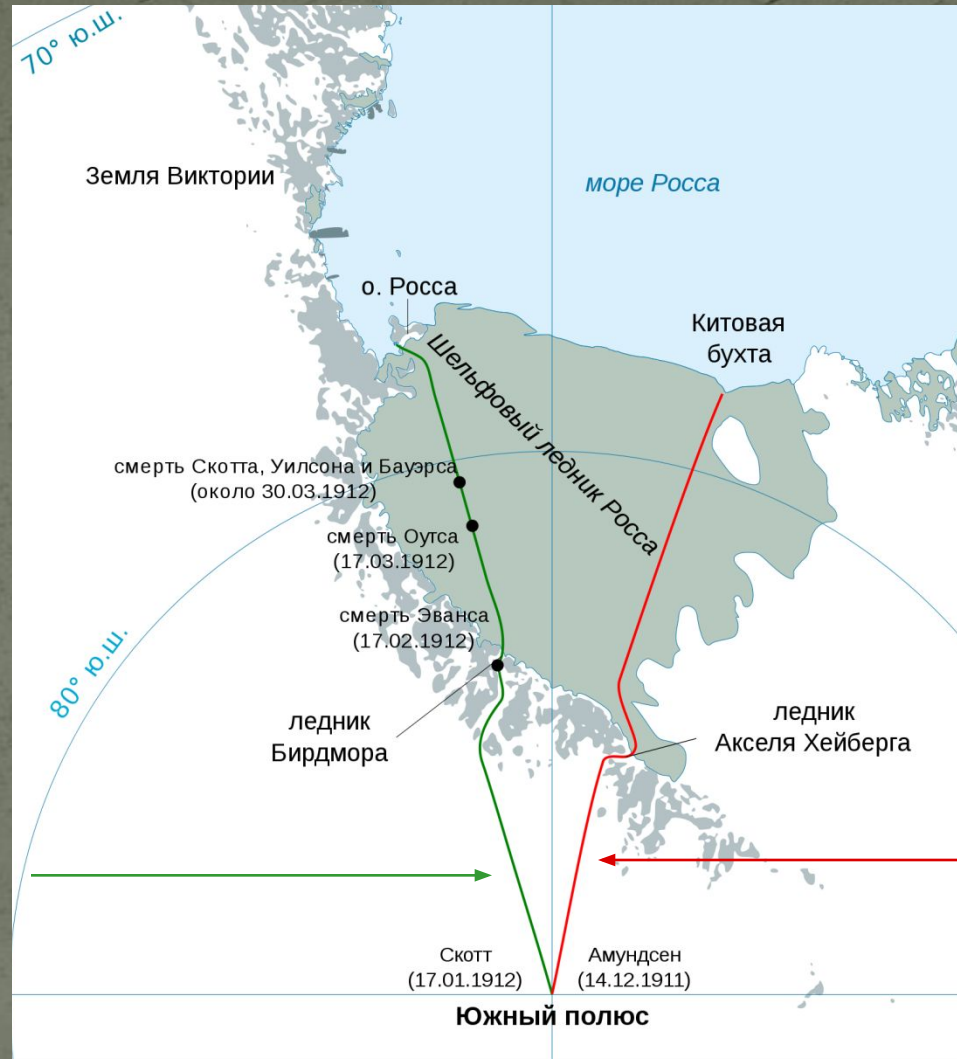 70° ю.ш.
Земля Виктории
море Росса
о. Росса
Китовая
бухта
Шельфовый ледник Росса
смерть Скотта, Уилсона и Бауэрса
(около 30.03.1912)
смерть Оутса
(17.03.1912)
смерть Эванса
(17.02.1912)
80° ю.ш.
ледник
Бирдмора
ледник
Акселя Хейберга
Скотт
(17.01.1912)
Амундсен
(14.12.1911)
Южный полюс